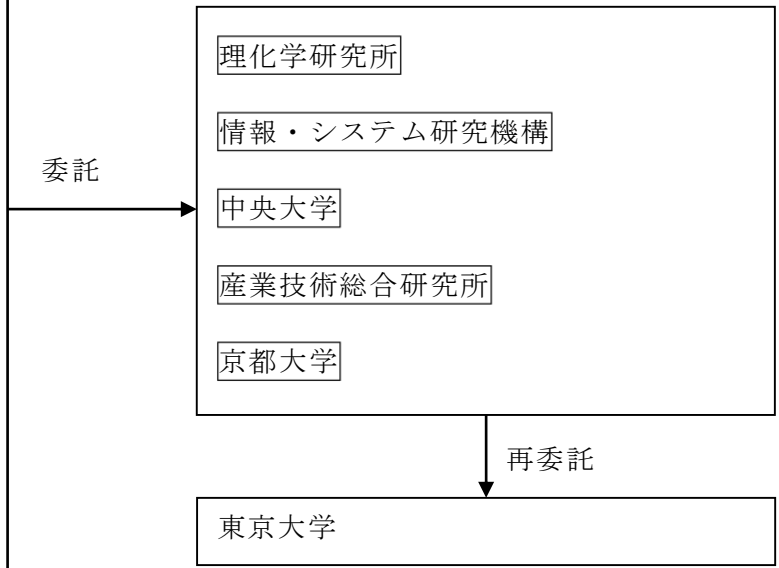 理化学研究所
情報・システム研究機構
委託
中央大学
産業技術総合研究所
京都大学
再委託
東京大学